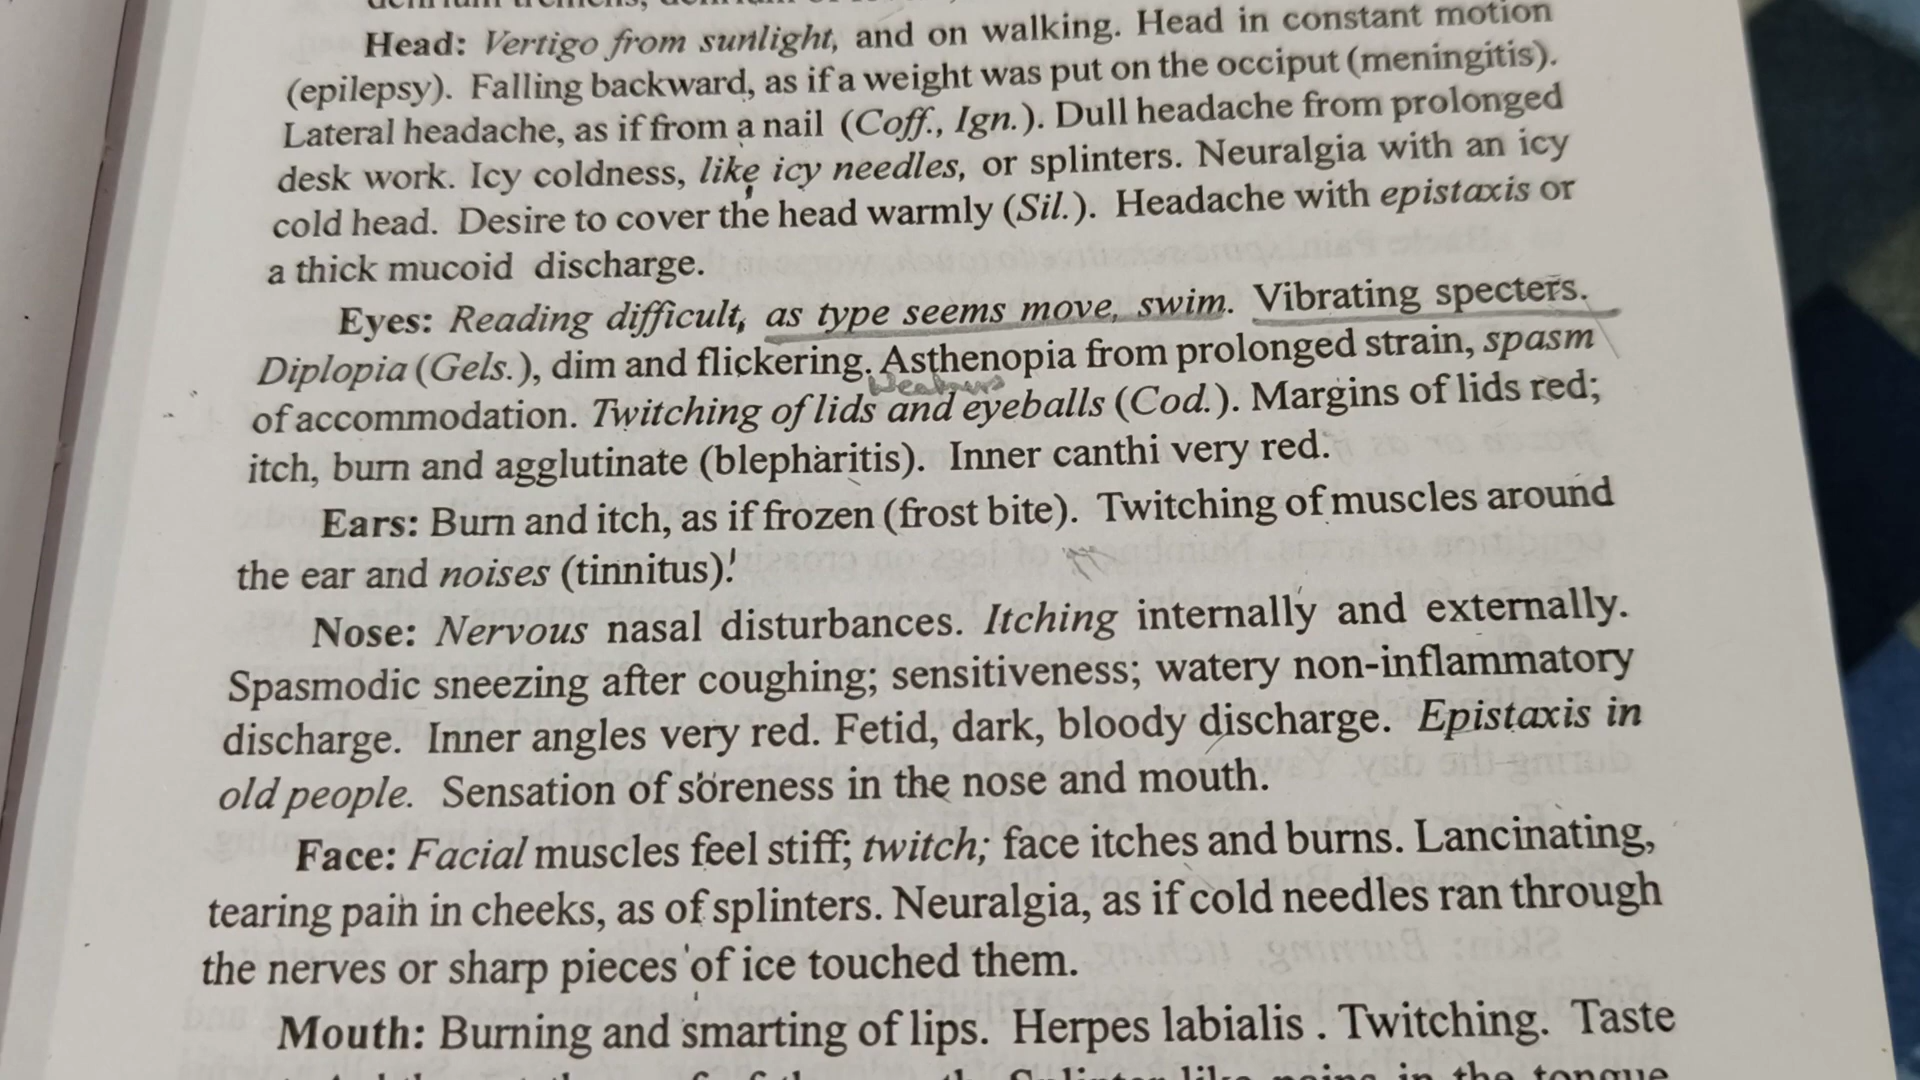 Head: Vertigo from sunlight, and on walking. Head in constant motion
(epilepsy). Falling backward, as if a weight was put on the occiput (meningitis).
Lateral headache, as if from a nail (Coff., Ign.). Dull headache from prolonged
desk work. Icy coldness, like icy needles, or splinters. Neuralgia with an icy
cold head. Desire to cover the head warmly (Sil.). Headache with epistaxis or
a thick mucoid discharge.
Eyes: Reading difficult, as type seems move, swim. Vibrating specters.
Diplopia (Gels.), dim and flickering. Asthenopia from prolonged strain, spasm
Weakness
of accommodation. Twitching of lids and eyeballs (Cod.). Margins of lids red;
itch, burn and agglutinate (blepharitis). Inner canthi very red.
Ears: Burn and itch, as if frozen (frost bite). Twitching of muscles around
the ear and noises (tinnitus).
Nose: Nervous nasal disturbances. Itching internally and externally.
Spasmodic sneezing after coughing; sensitiveness; watery non-inflammatory
discharge. Inner angles very red. Fetid, dark, bloody discharge. Epistaxis in
old people. Sensation of soreness in the nose and mouth.
Face: Facial muscles feel stiff; twitch; face itches and burns. Lancinating,
tearing pain in cheeks, as of splinters. Neuralgia, as if cold needles ran through
the nerves or sharp pieces of ice touched them.
Mouth: Burning and smarting of lips. Herpes labialis . Twitching. Taste
in the tongue